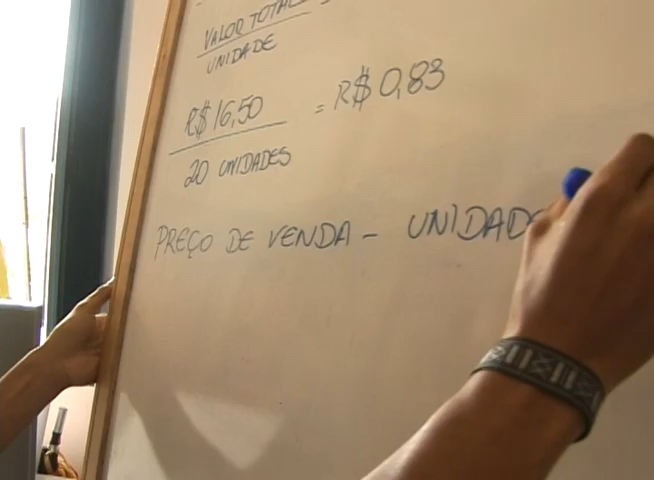 VALOR TOTAL
UNIDADE
R$ 16,50 = R$ 0,83
20 UNIDADES
PREÇO DE VENDA - UNIDADE